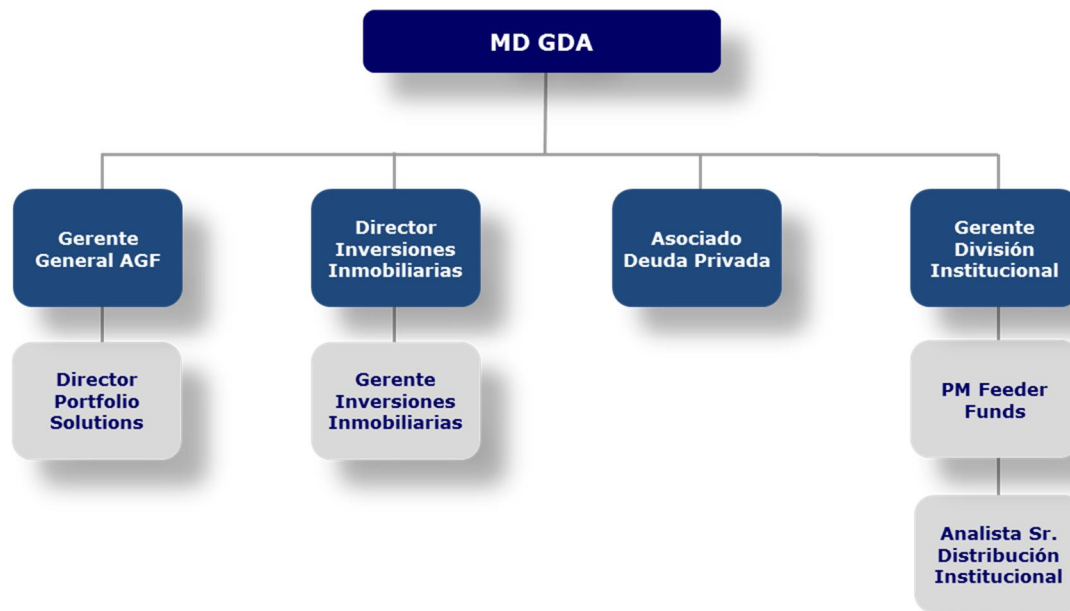 MD GDA
Gerente
General AGF
Director
Inversiones
Inmobiliarias
Asociado
Deuda Privada
Gerente
División
Institucional
Director
Portfolio
Solutions
Gerente
Inversiones
Inmobiliarias
PM Feeder
Funds
Analista Sr.
Distribución
Institucional